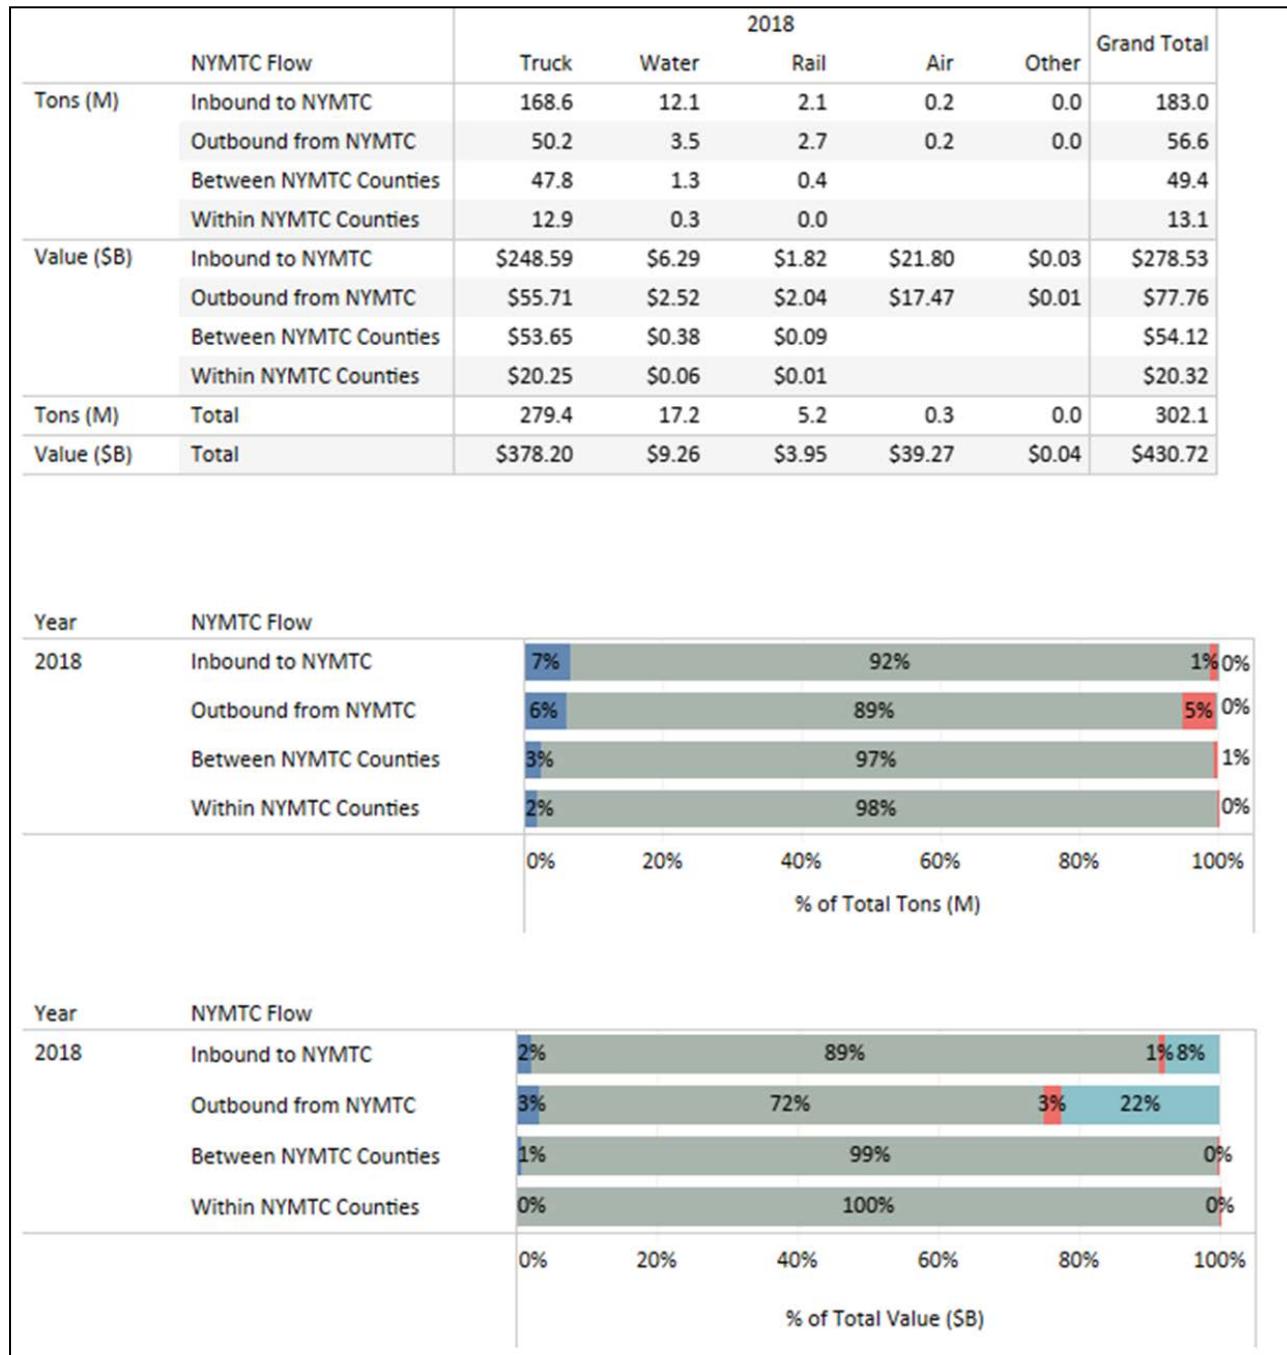 2018
Grand Total
NYMTC Flow Truck Water Rail Air Other
Tons (M) Inbound to NYMTC 168.6 12.1 2.1 0.2 0.0 183.0
Outbound from NYMTC 50.2 3.5 2.7 0.2 0.0 56.6
Between NYMTC Counties 47.8 1.3 0.4 49.4
Within NYMTC Counties 12.9 0.3 0.0 13.1
Value ($B) Inbound to NYMTC $248.59 $6.29 $1.82 $21.80 $0.03 $278.53
Outbound from NYMTC $55.71 $2.52 $2.04 $17.47 $0.01 $77.76
Between NYMTC Counties $53.65 $0.38 $0.09 $54.12
Within NYMTC Counties $20.25 $0.06 $0.01 $20.32
Tons (M) Total 279.4 17.2 5.2 0.3 0.0 302.1
Value ($B) Total $378.20 $9.26 $3.95 $39.27 $0.04 $430.72
Year NYMTC Flow
2018 Inbound to NYMTC 7% 92% 1% 0%
Outbound from NYMTC 6% 89% 5% 0%
Between NYMTC Counties 3% 97% 1%
Within NYMTC Counties 2% 98% 0%
0% 20% 40% 60% 80% 100%
% of Total Tons (M)
Year NYMTC Flow
2018 Inbound to NYMTC 2% 89% 1% 8%
Outbound from NYMTC 3% 72% 3% 22%
Between NYMTC Counties 1% 99% 0%
Within NYMTC Counties 0% 100% 0%
0% 20% 40% 60% 80% 100%
% of Total Value ($B)